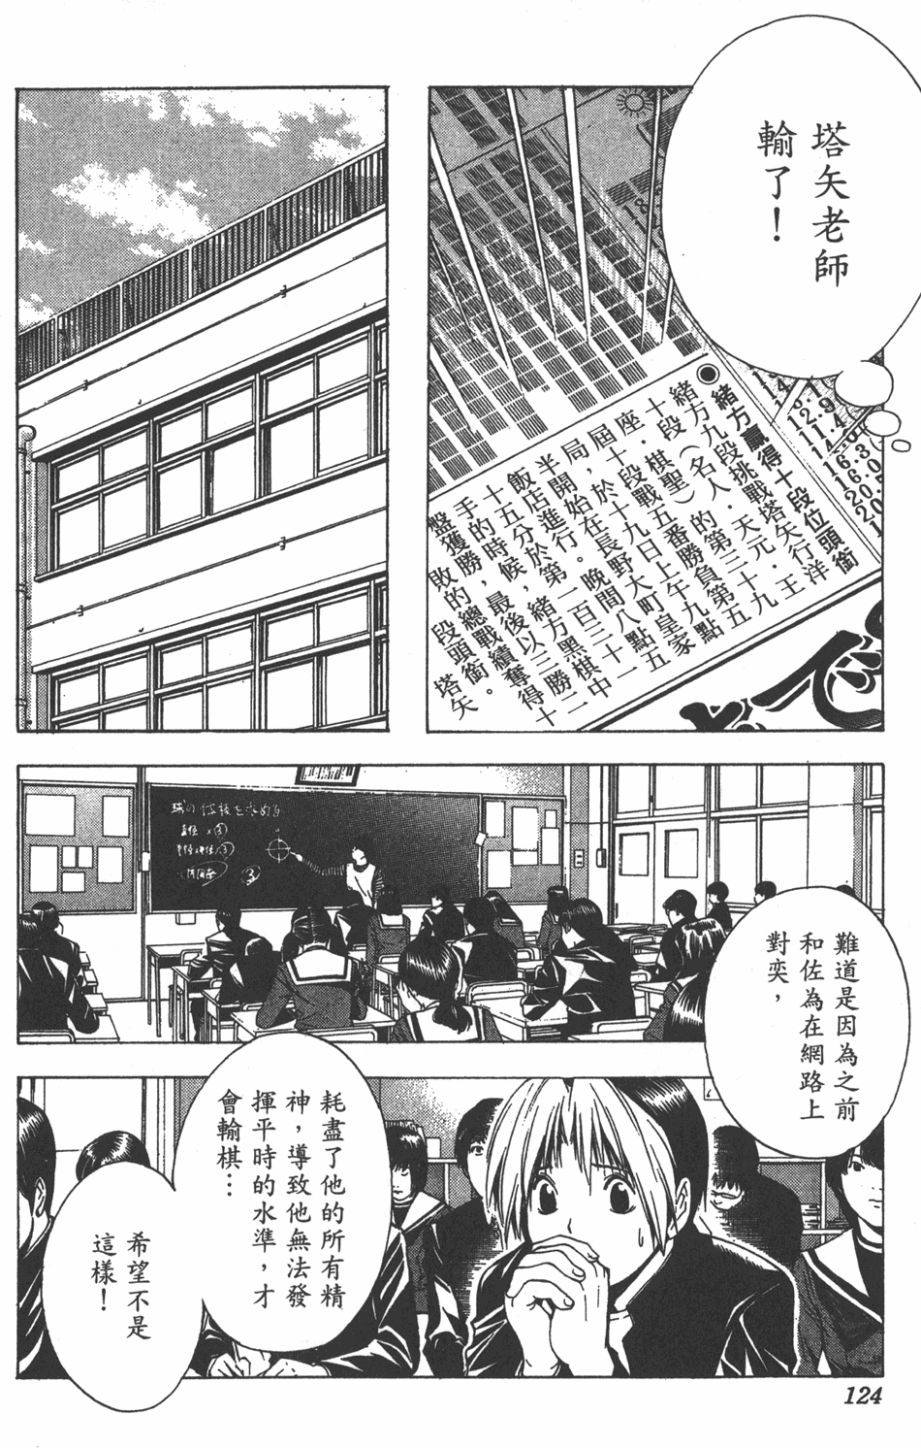 塔矢老師
輸了！
緒方贏得十段位頭銜
緒方九段挑戰塔矢行洋
十段（名人．天元．王
座．棋聖）的第三十九
屆十段戰五番勝負第五
局，於十九日上午九點
半開始在長野大町皇家
飯店進行。晚間八點五
十五分，於第一百三十一
手的時候，緒方黑棋中
盤獲勝，最後以三勝二
敗的總戰績奪得十
段頭銜。塔矢
12.9
11.4
難道是因為之前
和佐為在網路上
對奕，
耗盡了他的所有精
神，導致他無法發
揮平時的水準，才
會輸棋…
希望不是
這樣！
124